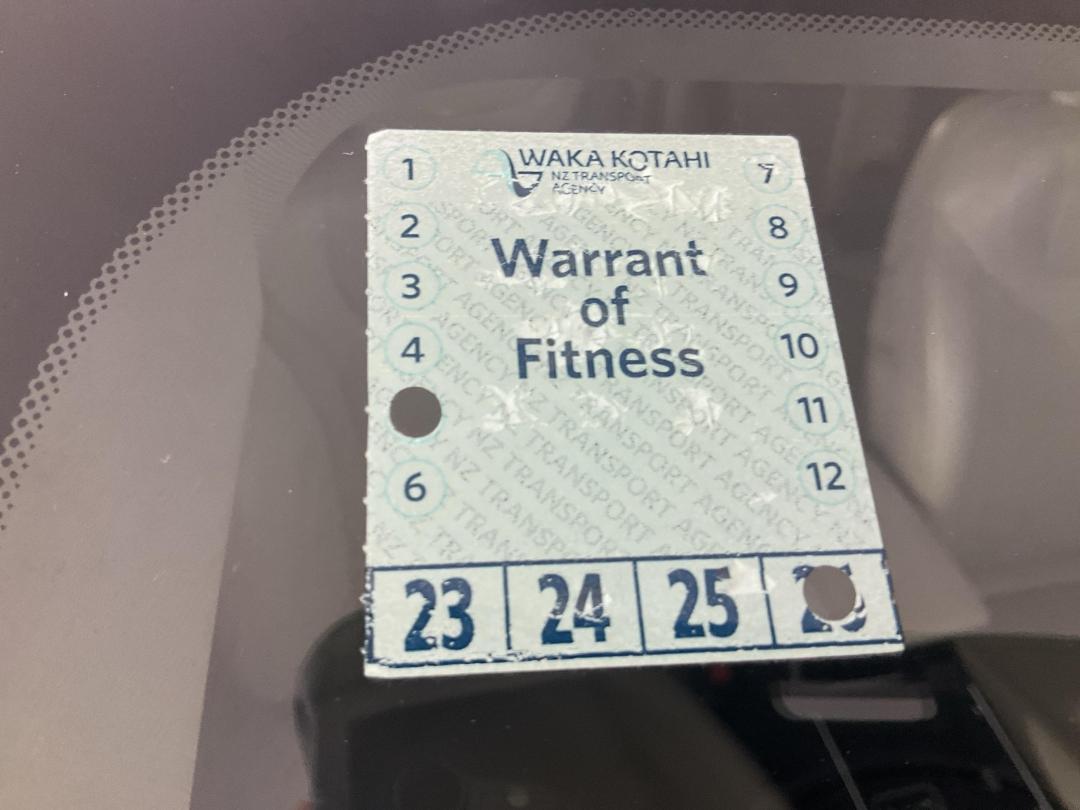 WAKA KOTAHI
NZ TRANSPORT
AGENCY
Warrant
of
Fitness
1
2
3
4
6
7
8
9
10
11
12
23 24 25